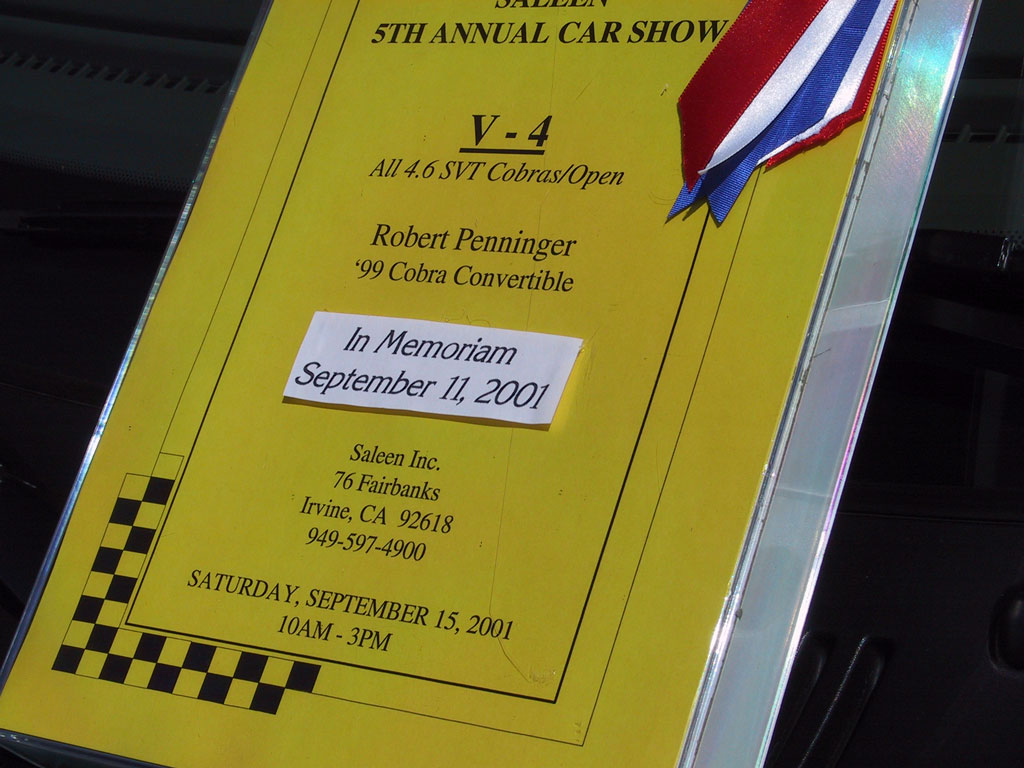 SALEEN
5TH ANNUAL CAR SHOW
V - 4
All 4.6 SVT Cobras/Open
Robert Penninger
‘99 Cobra Convertible
In Memoriam
September 11, 2001
Saleen Inc.
76 Fairbanks
Irvine, CA 92618
949-597-4900
SATURDAY, SEPTEMBER 15, 2001
10AM - 3PM